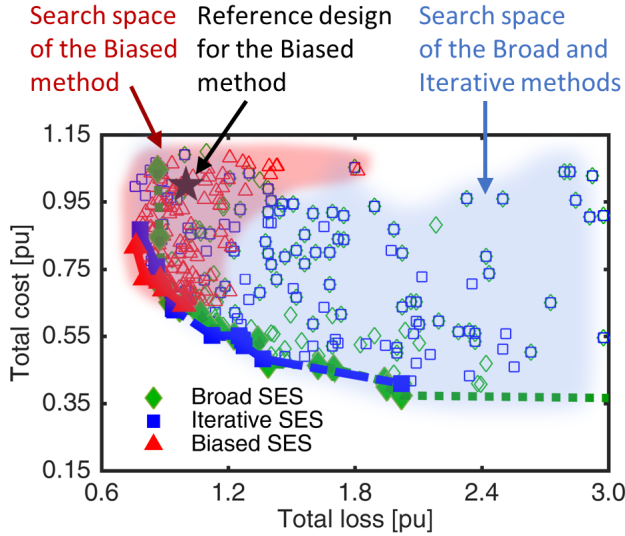 Search space
of the Biased
method
Reference design
for the Biased
method
Search space
of the Broad and
Iterative methods
Total cost [pu]
1.15
0.95
0.75
0.55
0.35
0.15
Broad SES
Iterative SES
Biased SES
0.6
1.2
1.8
2.4
3.0
Total loss [pu]